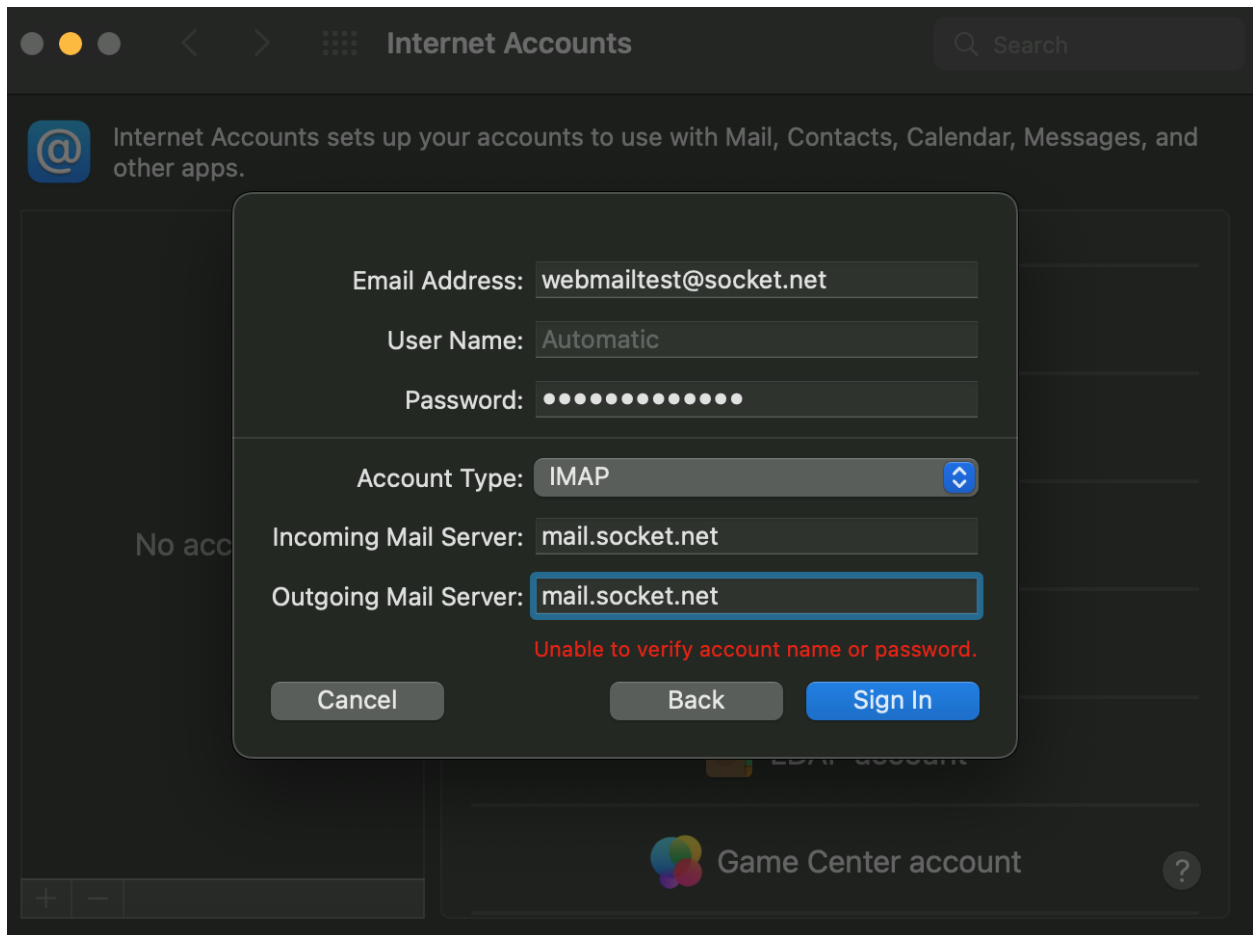 Internet Accounts
Search
Internet Accounts sets up your accounts to use with Mail, Contacts, Calendar, Messages, and
other apps.
Email Address: webmailtest@socket.net
User Name: Automatic
Password: •••••••••••••
Account Type: IMAP
No acc
Incoming Mail Server: mail.socket.net
Outgoing Mail Server: mail.socket.net
Unable to verify account name or password.
Cancel Back Sign In
account
Game Center account
?